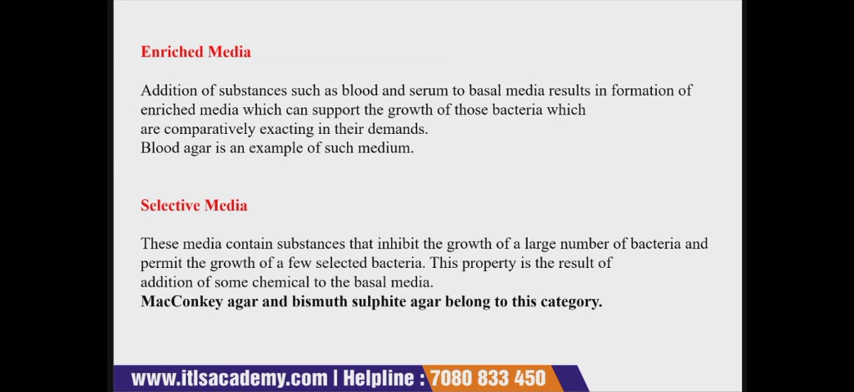 Enriched Media
Addition of substances such as blood and serum to basal media results in formation of
enriched media which can support the growth of those bacteria which
are comparatively exacting in their demands.
Blood agar is an example of such medium.
Selective Media
These media contain substances that inhibit the growth of a large number of bacteria and
permit the growth of a few selected bacteria. This property is the result of
addition of some chemical to the basal media.
MacConkey agar and bismuth sulphite agar belong to this category.
www.itlsacademy.com | Helpline : 7080 833 450